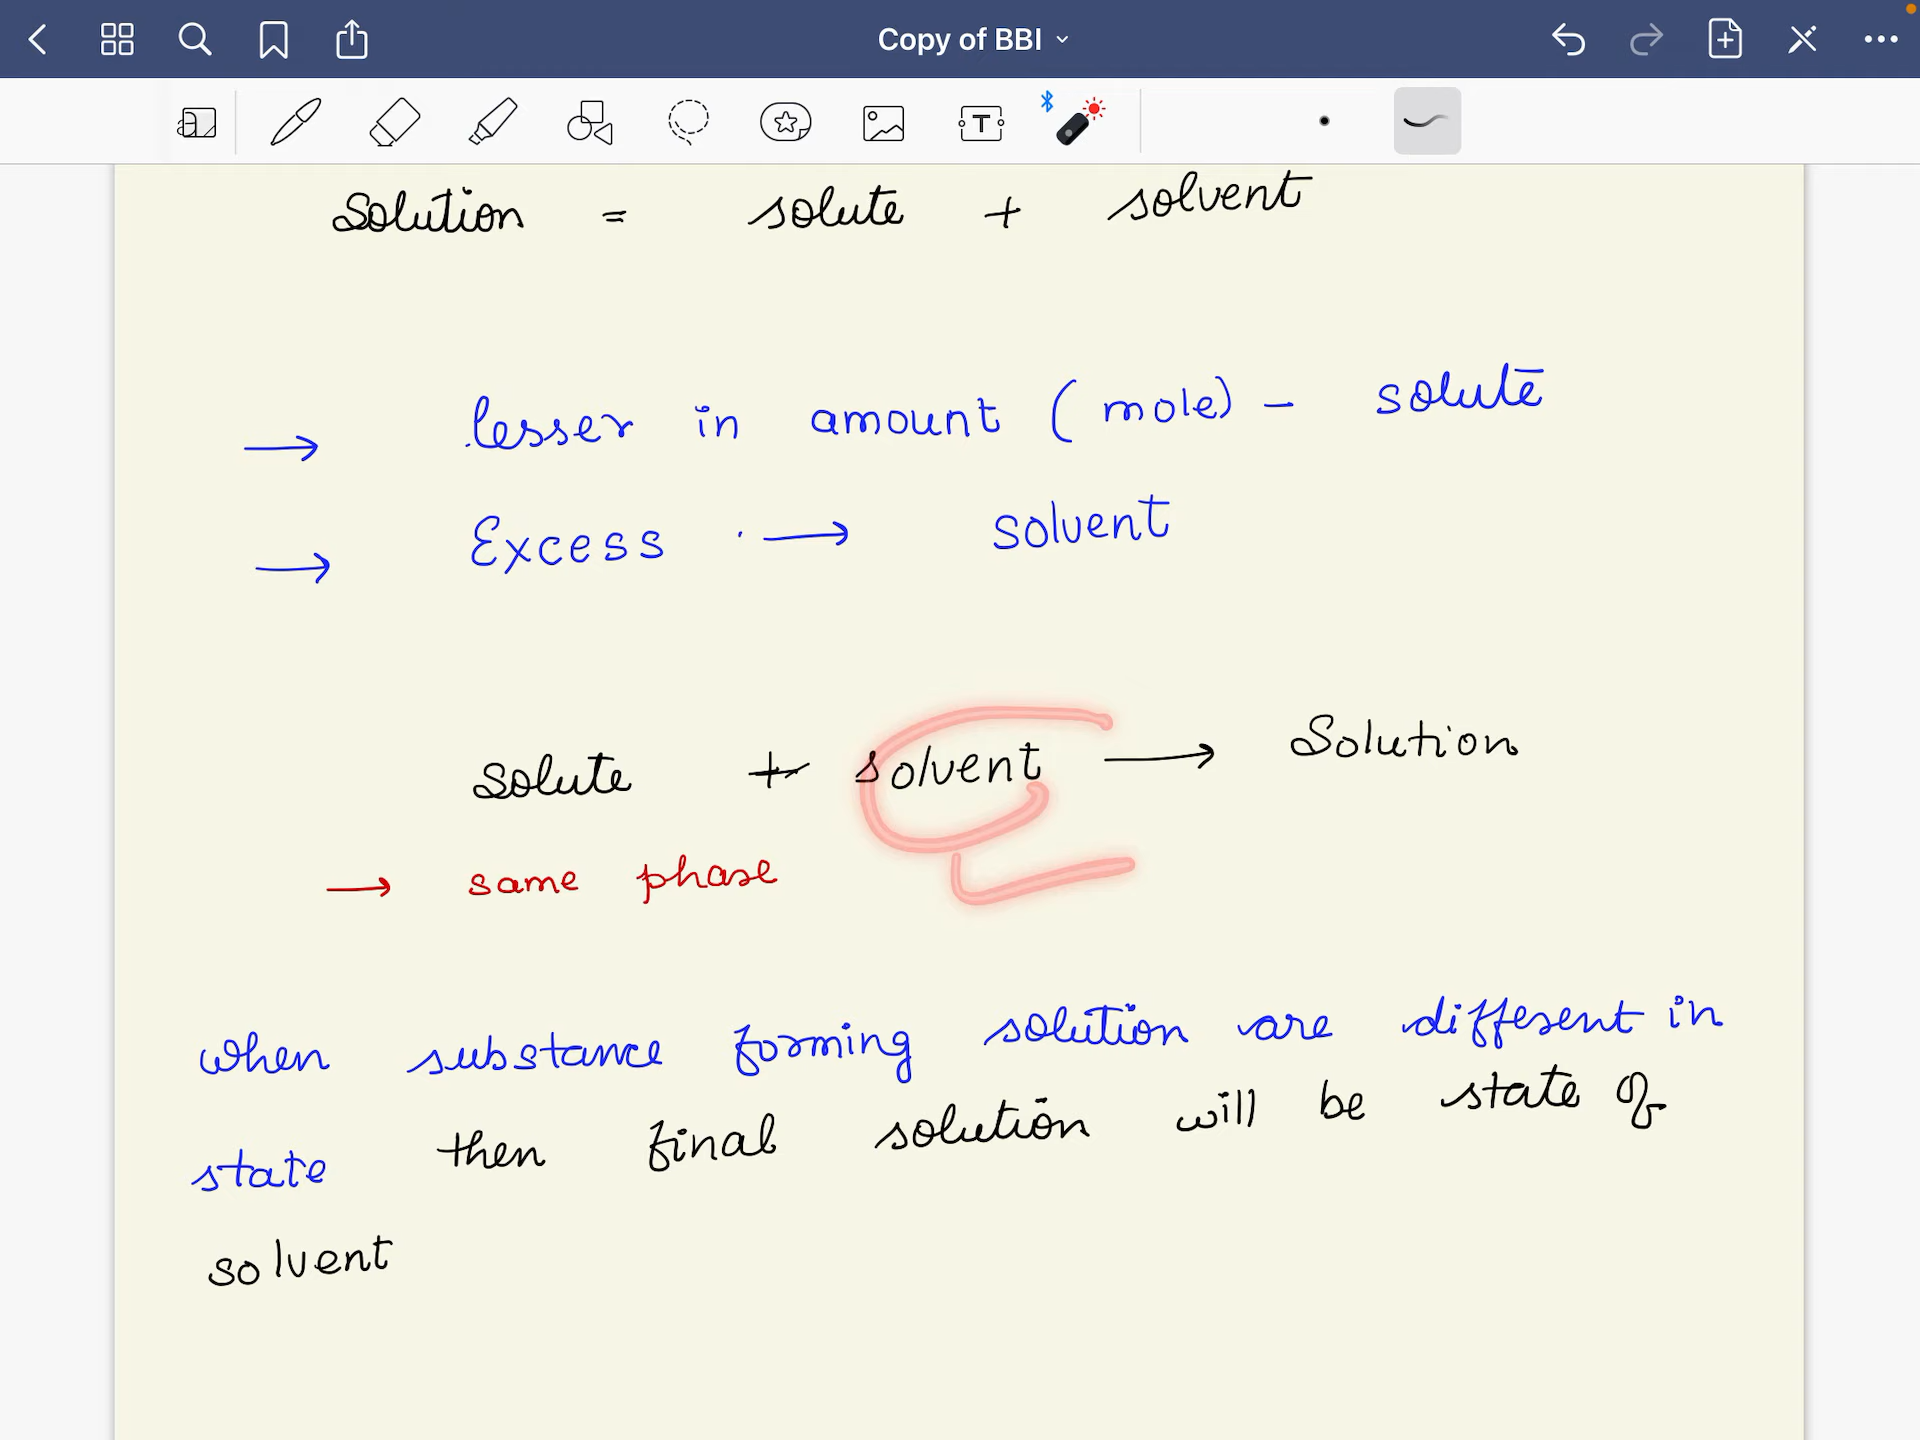 Copy of BBI
Solution = solute + solvent
→ lesser in amount (mole) - solute
→ Excess → solvent
Solute + solvent → Solution
→ same phase
when substance forming solution are different in
state then final solution will be state of
solvent